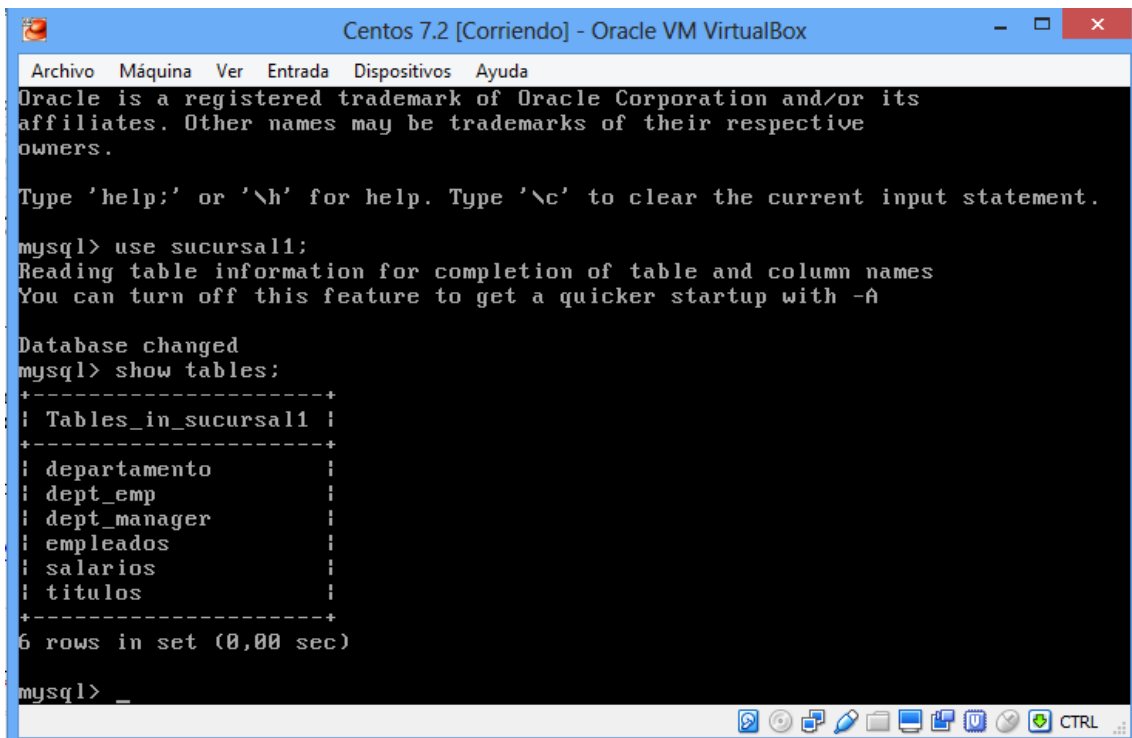 Centos 7.2 [Corriendo] - Oracle VM VirtualBox
Archivo Máquina Ver Entrada Dispositivos Ayuda
Oracle is a registered trademark of Oracle Corporation and/or its
affiliates. Other names may be trademarks of their respective
owners.
Type 'help;' or '\h' for help. Type '\c' to clear the current input statement.
mysql> use sucursal1;
Reading table information for completion of table and column names
You can turn off this feature to get a quicker startup with -A
Database changed
mysql> show tables;
+----------------------+
| Tables_in_sucursal1 |
+----------------------+
| departamento |
| dept_emp |
| dept_manager |
| empleados |
| salarios |
| titulos |
+----------------------+
6 rows in set (0,00 sec)
mysql> _
CTRL